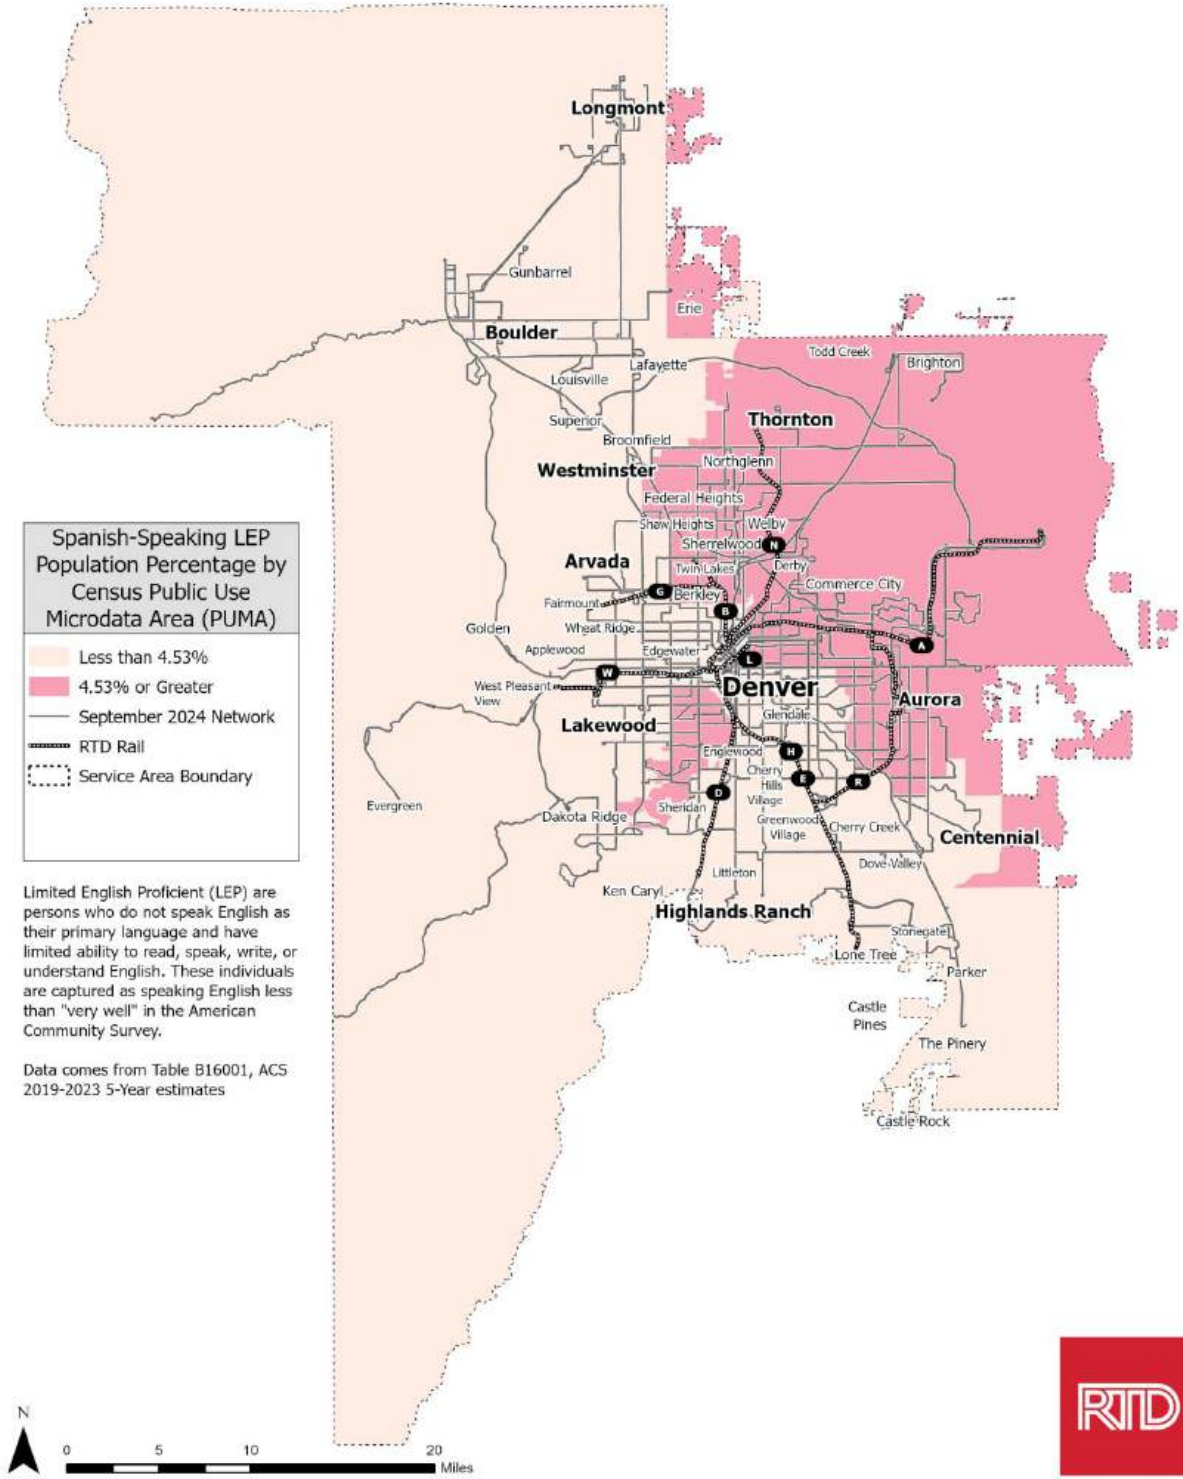 Longmont
Gunbarrel
Erie
Boulder
Todd Creek
Brighton
Lafayette
Louisville
Superior
Thornton
Broomfield
Westminster
Northglenn
Federal Heights
Shaw Heights
Welby
Sherrelwood
N
Arvada
Twin Lakes
Derby
Commerce City
G
Berkley
Fairmount
B
Golden
Wheat Ridge
Applewood
Edgewater
A
L
W
West Pleasant
View
Denver
Aurora
Lakewood
Glendale
Englewood
H
Cherry
Hills
Village
E
R
D
Evergreen
Sheridan
Dakota Ridge
Greenwood
Village
Cherry Creek
Centennial
Dove Valley
Littleton
Ken Caryl
Highlands Ranch
Stonegate
Lone Tree
Parker
Castle
Pines
The Pinery
Castle Rock
Spanish-Speaking LEP
Population Percentage by
Census Public Use
Microdata Area (PUMA)
Less than 4.53%
4.53% or Greater
September 2024 Network
RTD Rail
Service Area Boundary
Limited English Proficient (LEP) are
persons who do not speak English as
their primary language and have
limited ability to read, speak, write, or
understand English. These individuals
are captured as speaking English less
than "very well" in the American
Community Survey.
Data comes from Table B16001, ACS
2019-2023 5-Year estimates
N
0 5 10 20
Miles
RTD